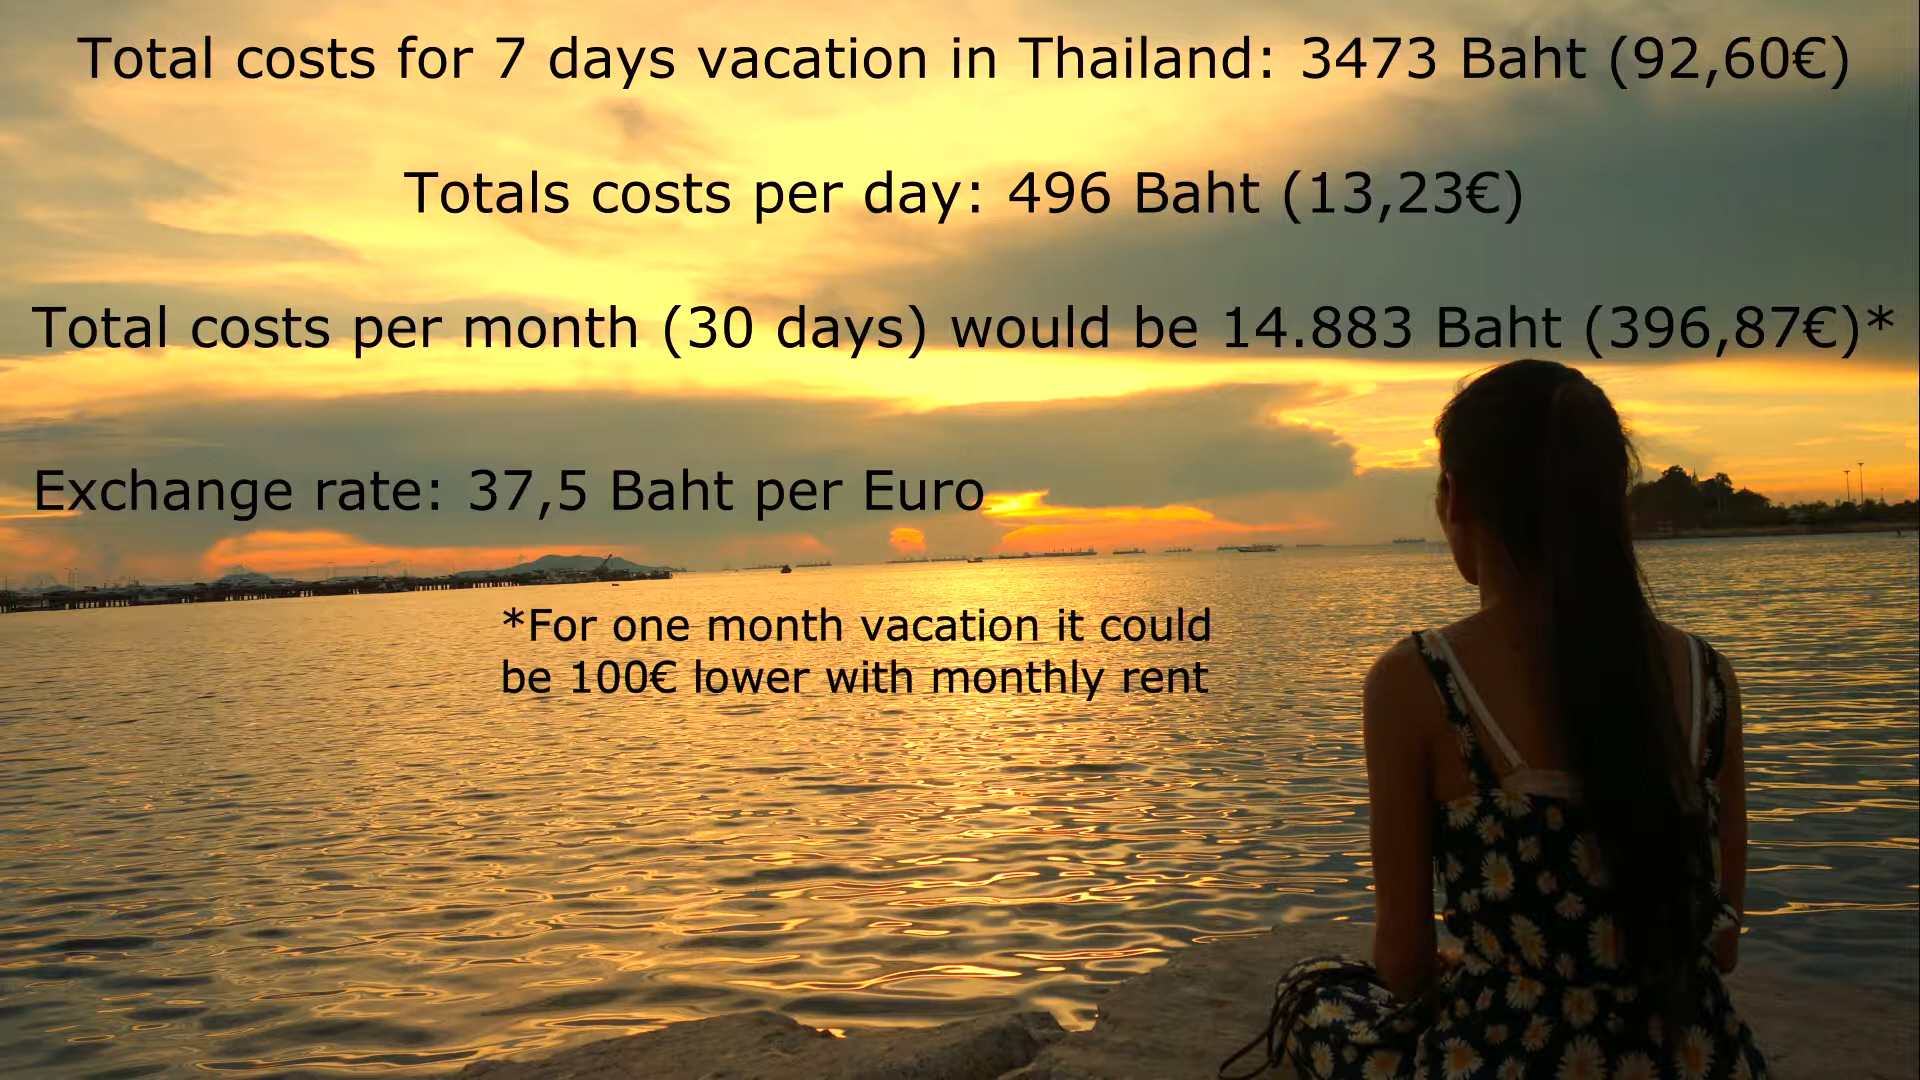 Total costs for 7 days vacation in Thailand: 3473 Baht (92,60€)
Totals costs per day: 496 Baht (13,23€)
Total costs per month (30 days) would be 14.883 Baht (396,87€)*
Exchange rate: 37,5 Baht per Euro
*For one month vacation it could
be 100€ lower with monthly rent